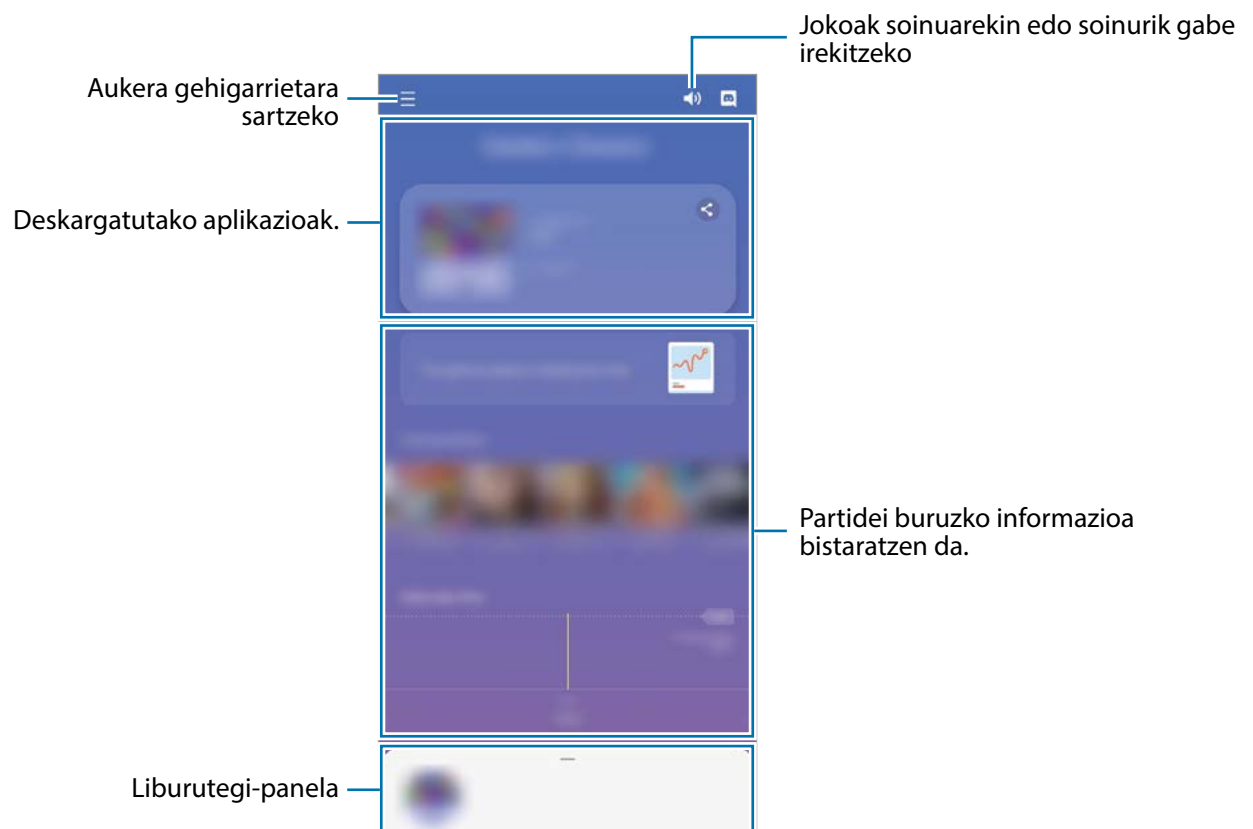 Jokoak soinuarekin edo soinurik gabe
irekitzeko
Aukera gehigarrietara
sartzeko
Deskargatutako aplikazioak.
Partidei buruzko informazioa
bistaratzen da.
Liburutegi-panela